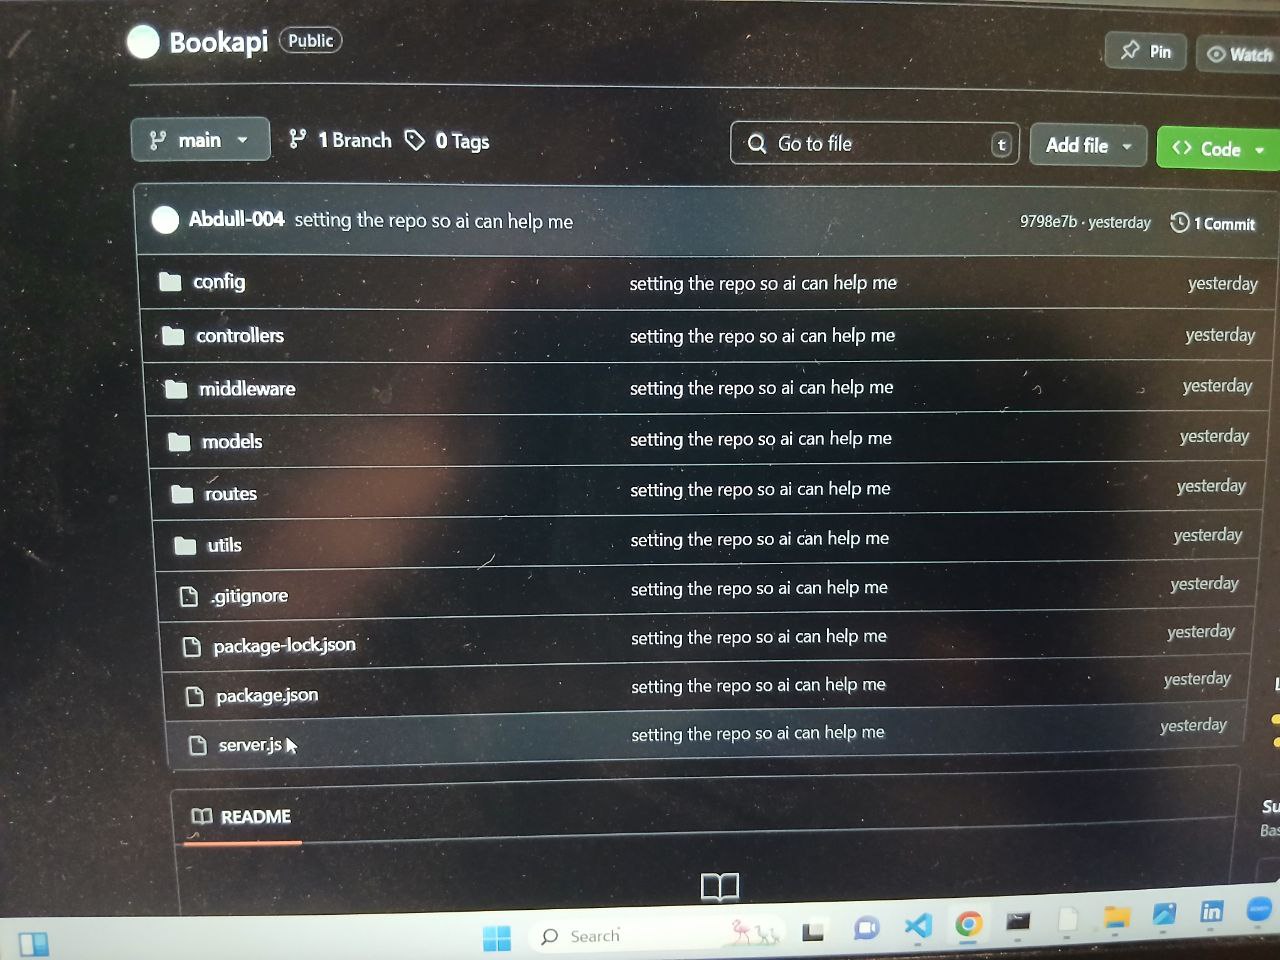 Bookapi Public
Pin
Watch
main
1 Branch
0 Tags
Go to file
t
Add file
Code
Abdull-004 setting the repo so ai can help me
9798e7b · yesterday
1 Commit
config setting the repo so ai can help me yesterday
controllers setting the repo so ai can help me yesterday
middleware setting the repo so ai can help me yesterday
models setting the repo so ai can help me yesterday
routes setting the repo so ai can help me yesterday
utils setting the repo so ai can help me yesterday
.gitignore setting the repo so ai can help me yesterday
package-lock.json setting the repo so ai can help me yesterday
package.json setting the repo so ai can help me yesterday
server.js setting the repo so ai can help me yesterday
README
Search
in